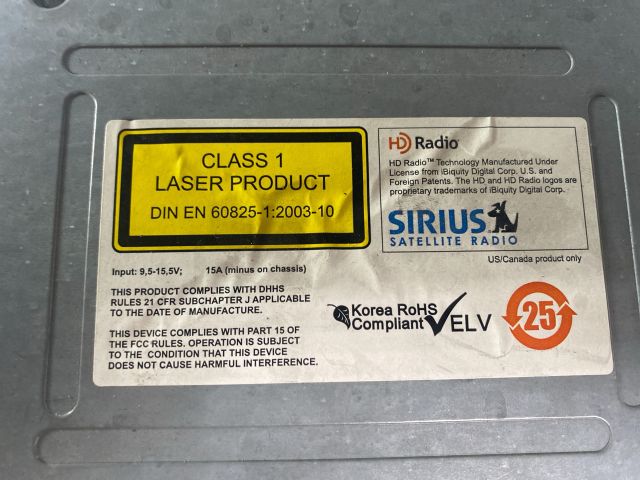 CLASS 1
LASER PRODUCT
DIN EN 60825-1:2003-10
HD Radio
HD Radio™ Technology Manufactured Under
License from iBiquity Digital Corp. U.S. and
Foreign Patents. The HD and HD Radio logos are
proprietary trademarks of iBiquity Digital Corp.
SIRIUS
SATELLITE RADIO
US/Canada product only
Input: 9,5-15,5V; 15A (minus on chassis)
THIS PRODUCT COMPLIES WITH DHHS
RULES 21 CFR SUBCHAPTER J APPLICABLE
TO THE DATE OF MANUFACTURE.
THIS DEVICE COMPLIES WITH PART 15 OF
THE FCC RULES. OPERATION IS SUBJECT
TO THE CONDITION THAT THIS DEVICE
DOES NOT CAUSE HARMFUL INTERFERENCE.
Korea RoHS
Compliant
ELV
25